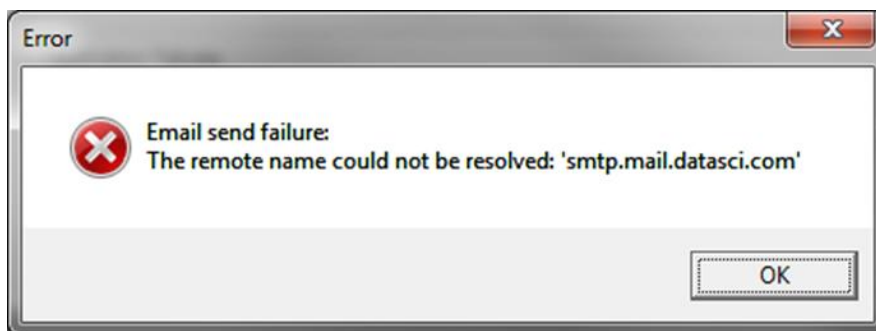 Error
Email send failure:
The remote name could not be resolved: 'smtp.mail.datasci.com'
OK